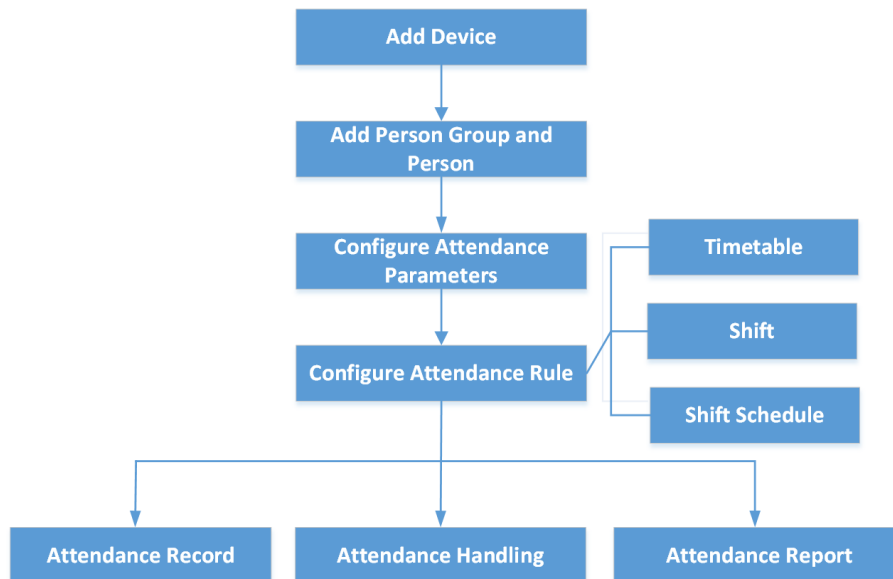 Add Device
Add Person Group and
Person
Configure Attendance
Parameters
Timetable
Shift
Configure Attendance Rule
Shift Schedule
Attendance Record
Attendance Handling
Attendance Report